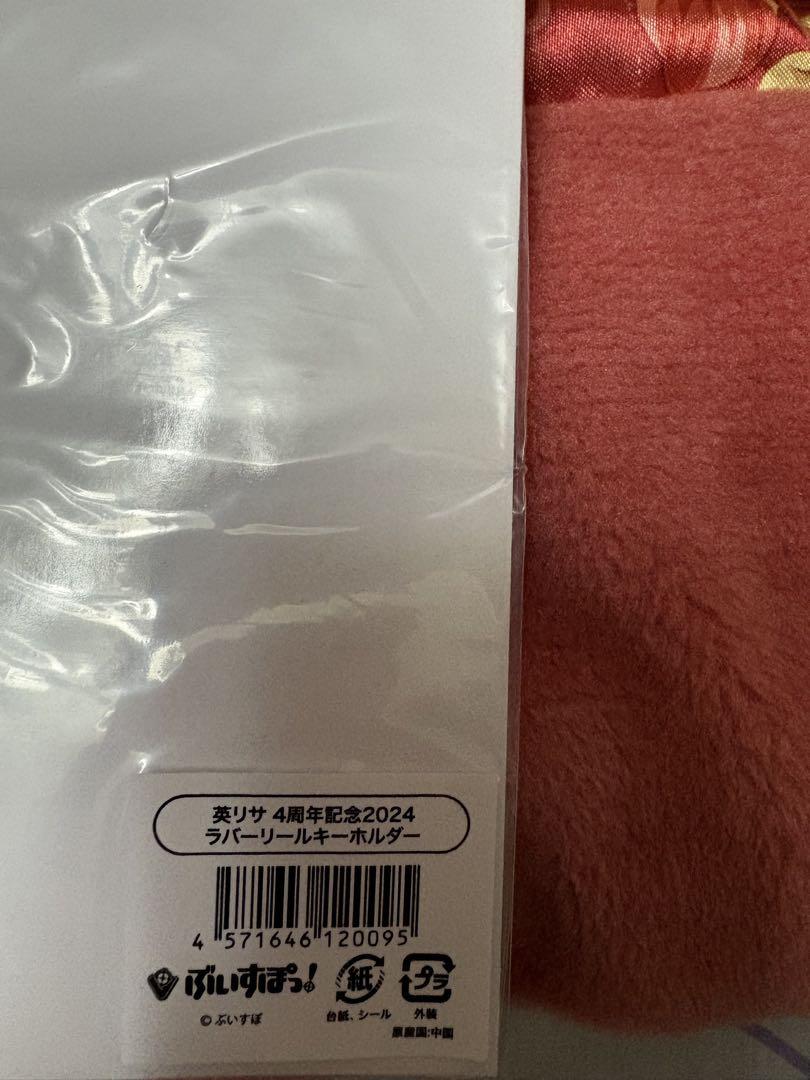 英リサ 4周年記念2024
ラバーリールキーホルダー
4 571646 120095
ぶいすぽっ!
紙 プラ
©ぶいすぽ 台紙、シール 外装
原産国:中国